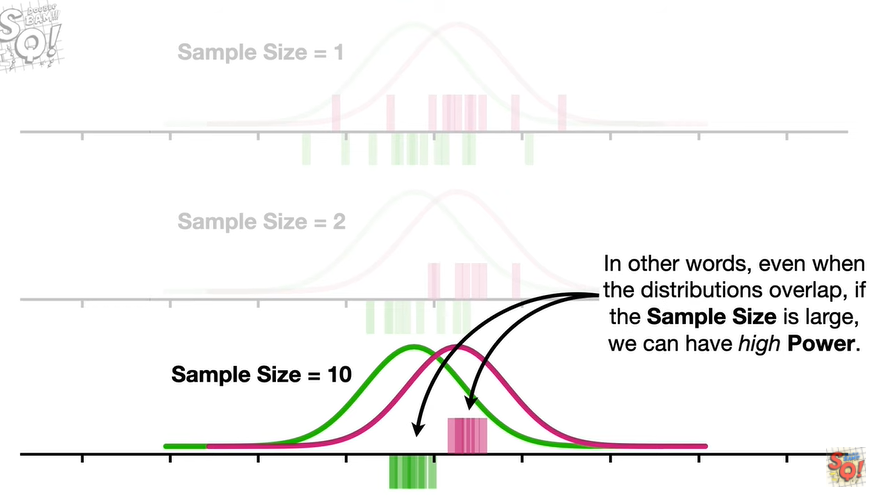 Sample Size = 1
Sample Size = 2
In other words, even when
the distributions overlap, if
the Sample Size is large,
we can have high Power.
Sample Size = 10
SQ!